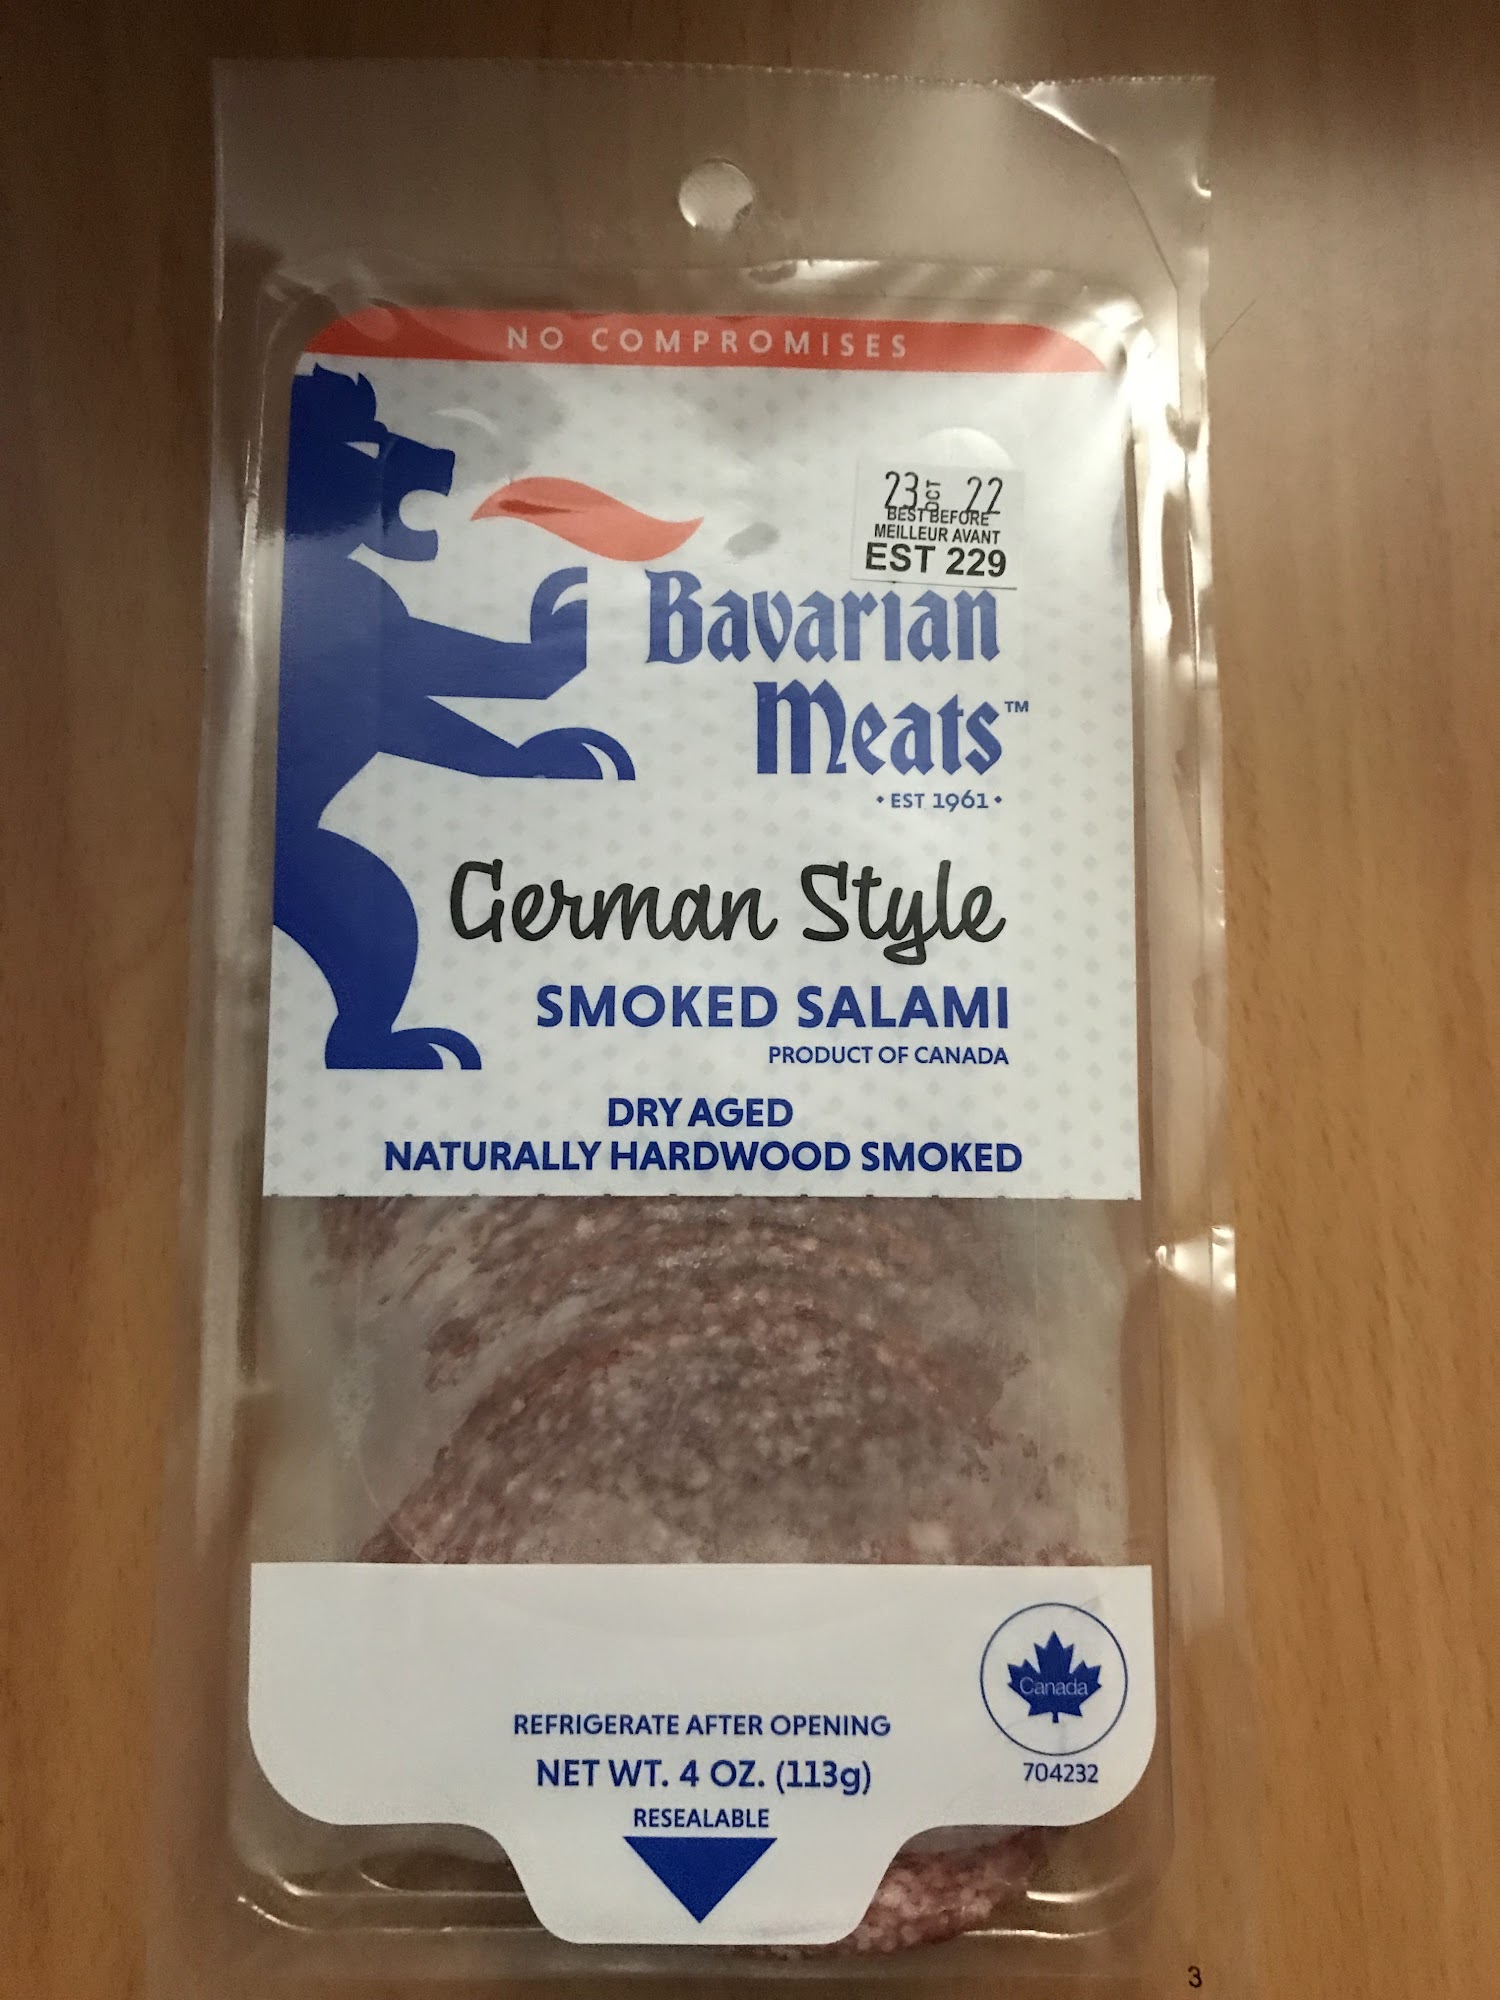 NO COMPROMISES
23 OCT 22
BEST BEFORE
MEILLEUR AVANT
EST 229
Bavarian
Meats™
• EST 1961 •
German Style
SMOKED SALAMI
PRODUCT OF CANADA
DRY AGED
NATURALLY HARDWOOD SMOKED
Canada
704232
REFRIGERATE AFTER OPENING
NET WT. 4 OZ. (113g)
RESEALABLE
3